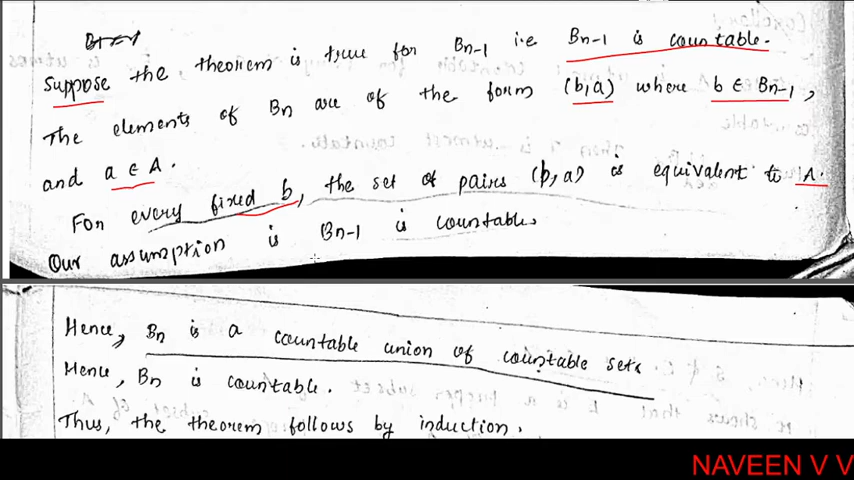 Suppose the theorem is true for Bn-1 i.e Bn-1 is countable.
The elements of Bn are of the form (b,a) where b ∈ Bn-1,
and a ∈ A.
For every fixed b, the set of pairs (b,a) is equivalent to A.
Our assumption is Bn-1 is countable.
Hence, Bn is a countable union of countable sets.
Hence, Bn is countable.
Thus, the theorem follows by induction.
NAVEEN V V